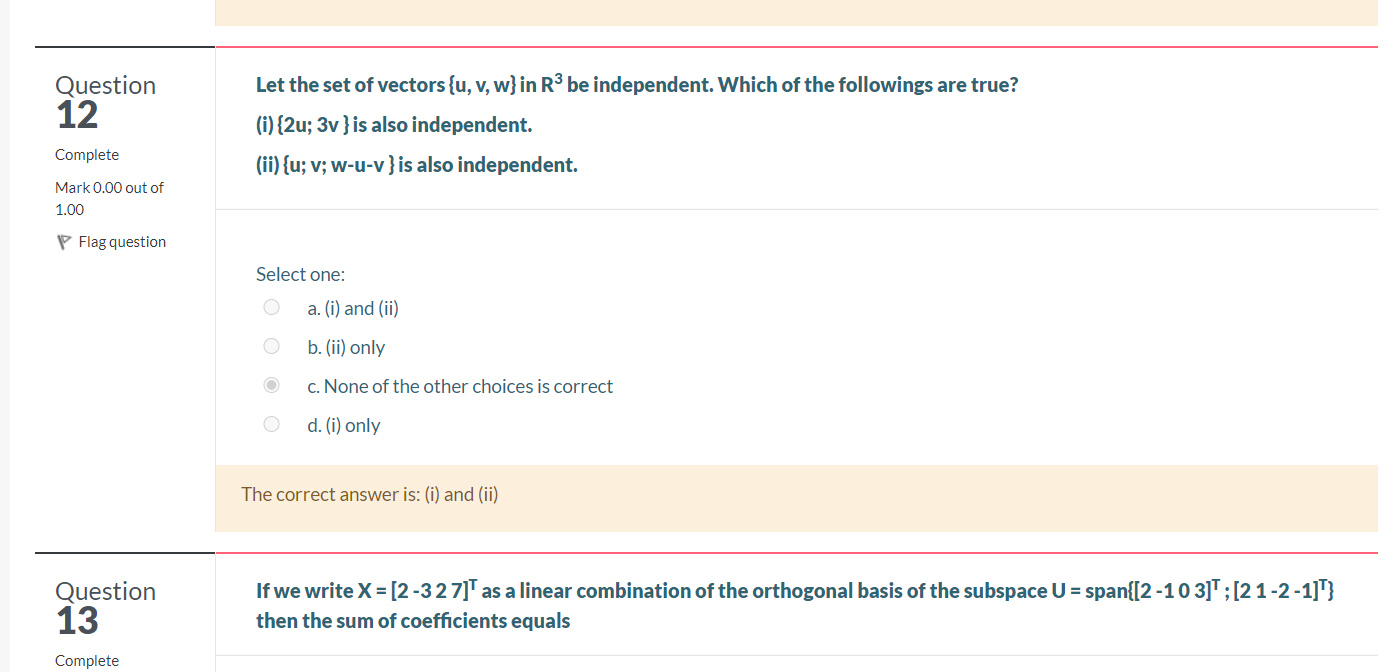 Question
12
Complete
Mark 0.00 out of
1.00
Flag question
Let the set of vectors {u, v, w} in R³ be independent. Which of the followings are true?
(i) {2u; 3v } is also independent.
(ii) {u; v; w-u-v } is also independent.
Select one:
a. (i) and (ii)
b. (ii) only
c. None of the other choices is correct
d. (i) only
The correct answer is: (i) and (ii)
Question
13
Complete
If we write X = [2 -3 2 7]ᵀ as a linear combination of the orthogonal basis of the subspace U = span{[2 -1 0 3]ᵀ ; [2 1 -2 -1]ᵀ}
then the sum of coefficients equals